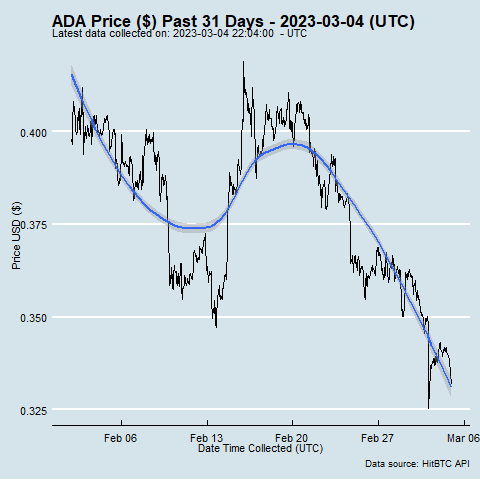 ADA Price ($) Past 31 Days - 2023-03-04 (UTC)
Latest data collected on: 2023-03-04 22:04:00 - UTC
0.400
0.375
0.350
0.325
Price USD ($)
Feb 06 Feb 13 Feb 20 Feb 27 Mar 06
Date Time Collected (UTC)
Data source: HitBTC API